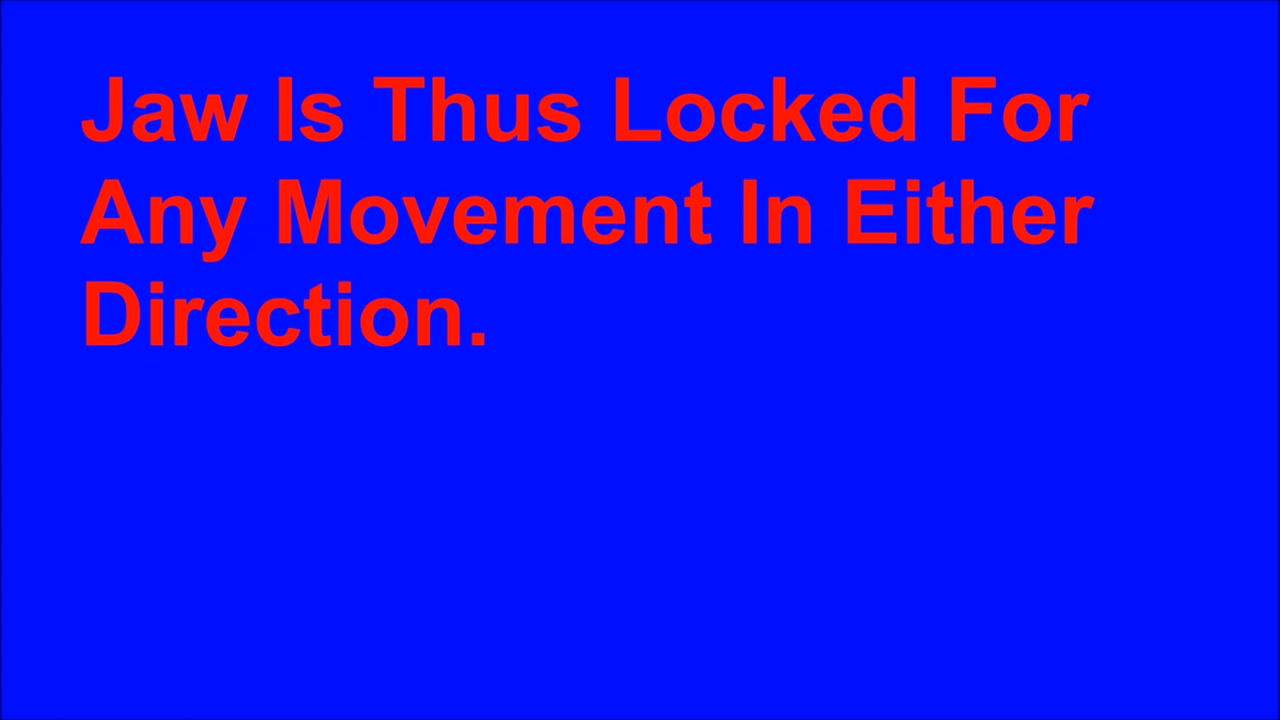 Jaw Is Thus Locked For
Any Movement In Either
Direction.